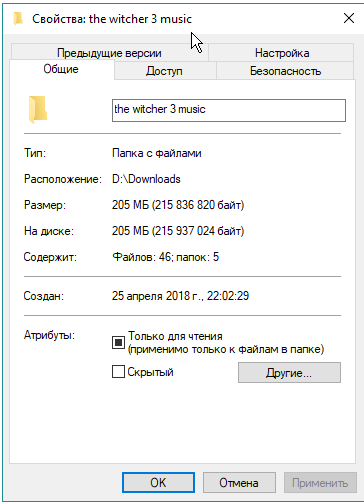 Свойства: the witcher 3 music
Предыдущие версии
Настройка
Общие
Доступ
Безопасность
the witcher 3 music
Тип: Папка с файлами
Расположение: D:\Downloads
Размер: 205 МБ (215 836 820 байт)
На диске: 205 МБ (215 937 024 байт)
Содержит: Файлов: 46; папок: 5
Создан: 25 апреля 2018 г., 22:02:29
Атрибуты: Только для чтения
(применимо только к файлам в папке)
Скрытый
Другие...
OK
Отмена
Применить